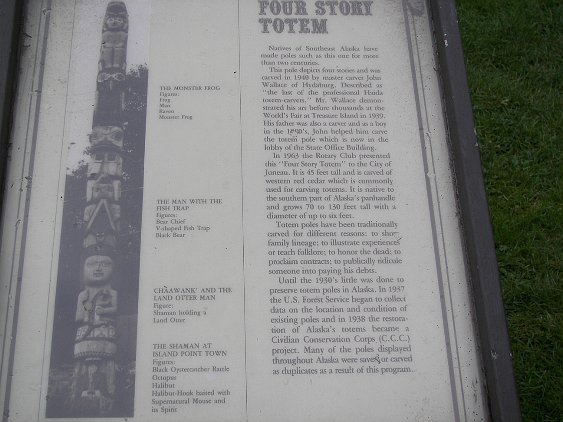 FOUR STORY
TOTEM
Natives of Southeast Alaska have
made poles such as this one for more
than two centuries.
This pole depicts four stories and was
carved in 1940 by master carver John
Wallace of Hydaburg. Described as
"the last of the professional Haida
totem-carvers." Mr. Wallace demon-
strated his art before thousands at the
World's Fair at Treasure Island in 1939.
His father was also a carver and as a boy
in the John helped him carve
the totem pole which is now in the
lobby of the State Office Building.
In 1963 the Rotary Club presented
this "Four Story Totem" to the City of
Juneau. It is 45 feet tall and is carved of
western red cedar which is commonly
used for carving totems. It is native to
the southern part of Alaska's panhandle
and grows 70 to 130 feet tall with a
diameter of up to six feet.
Totem poles have been traditionally
carved for different reasons: to show
family lineage; to illustrate experiences
or teach folklore; to honor the dead; to
proclaim contracts; to publically ridicule
someone into paying his debts.
Until the 1930's little was done to
preserve totem poles in Alaska. In 1937
the U.S. Forest Service began to collect
data on the location and condition of
existing poles and in 1938 the restora-
tion of Alaska's totems became a
Civilian Conservation Corps (C.C.C.)
project. Many of the poles displayed
throughout Alaska were saved or carved
as duplicates as a result of this program.
THE MONSTER FROG
Figures:
Frog
Man
Raven
Monster Frog
THE MAN WITH THE
FISH TRAP
Figures:
Bear Chief
V-shaped Fish Trap
Black Bear
CHAAWANK' AND THE
LAND OTTER MAN
Figure:
Shaman holding a
Land Otter
THE SHAMAN AT
ISLAND POINT TOWN
Figures:
Black Oystercatcher Rattle
Octopus
Halibut
Halibut-Hook baited with
Supernatural Mouse and
its Spirit